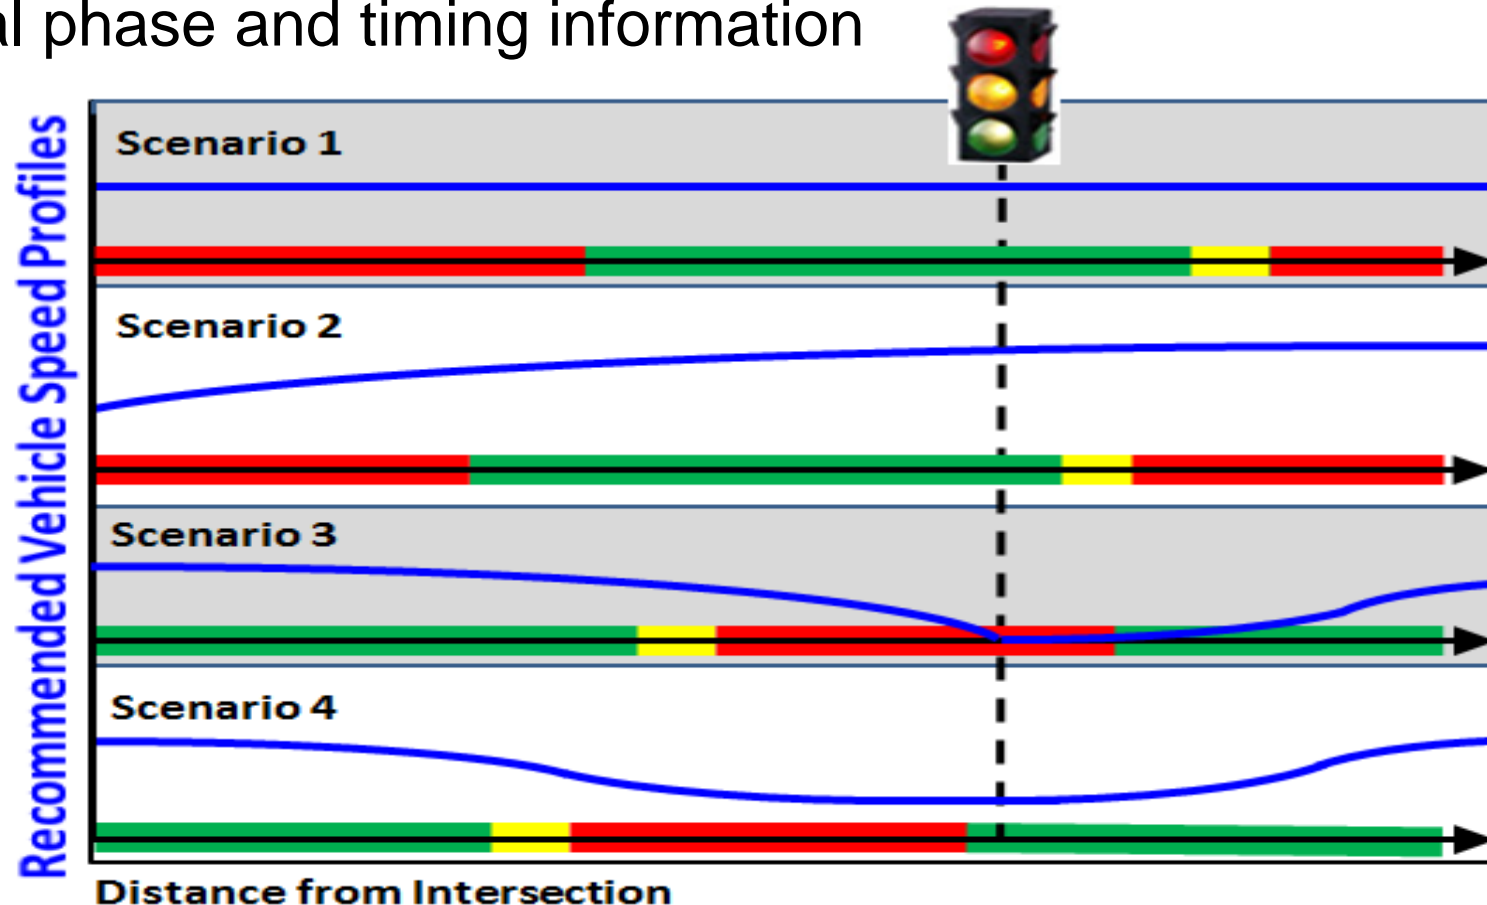 al phase and timing information
Recommended Vehicle Speed Profiles
Scenario 1
Scenario 2
Scenario 3
Scenario 4
Distance from Intersection